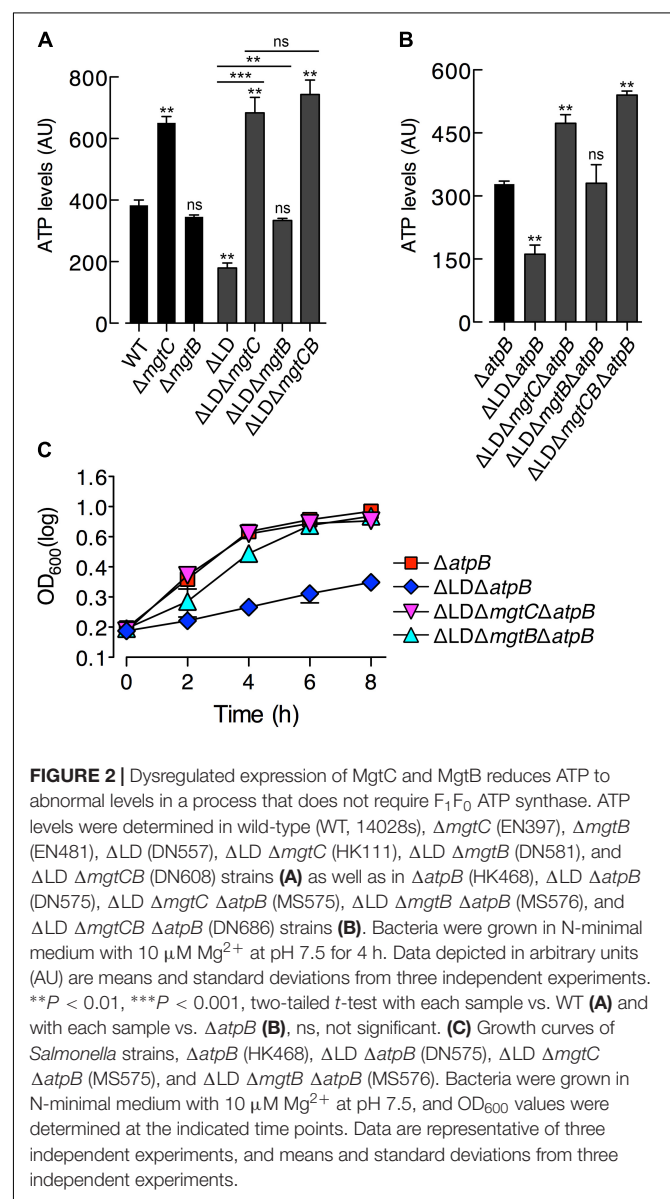 A
ATP levels (AU)
800
600
400
200
0
**
ns
**
**
ns
**
***
**
ns
WT
ΔmgtC
ΔmgtB
ΔLD
ΔLDΔmgtC
ΔLDΔmgtB
ΔLDΔmgtCB
B
ATP levels (AU)
600
450
300
150
0
**
**
ns
**
ΔatpB
ΔLDΔatpB
ΔLDΔmgtCΔatpB
ΔLDΔmgtBΔatpB
ΔLDΔmgtCBΔatpB
C
OD600(log)
1.6
1.0
0.6
0.4
0.3
0.2
0.1
0 2 4 6 8
Time (h)
ΔatpB
ΔLDΔatpB
ΔLDΔmgtCΔatpB
ΔLDΔmgtBΔatpB
FIGURE 2 | Dysregulated expression of MgtC and MgtB reduces ATP to
abnormal levels in a process that does not require F1F0 ATP synthase. ATP
levels were determined in wild-type (WT, 14028s), ΔmgtC (EN397), ΔmgtB
(EN481), ΔLD (DN557), ΔLD ΔmgtC (HK111), ΔLD ΔmgtB (DN581), and
ΔLD ΔmgtCB (DN608) strains (A) as well as in ΔatpB (HK468), ΔLD ΔatpB
(DN575), ΔLD ΔmgtC ΔatpB (MS575), ΔLD ΔmgtB ΔatpB (MS576), and
ΔLD ΔmgtCB ΔatpB (DN686) strains (B). Bacteria were grown in N-minimal
medium with 10 μM Mg2+ at pH 7.5 for 4 h. Data depicted in arbitrary units
(AU) are means and standard deviations from three independent experiments.
**P < 0.01, ***P < 0.001, two-tailed t-test with each sample vs. WT (A) and
with each sample vs. ΔatpB (B), ns, not significant. (C) Growth curves of
Salmonella strains, ΔatpB (HK468), ΔLD ΔatpB (DN575), ΔLD ΔmgtC
ΔatpB (MS575), and ΔLD ΔmgtB ΔatpB (MS576). Bacteria were grown in
N-minimal medium with 10 μM Mg2+ at pH 7.5, and OD600 values were
determined at the indicated time points. Data are representative of three
independent experiments, and means and standard deviations from three
independent experiments.